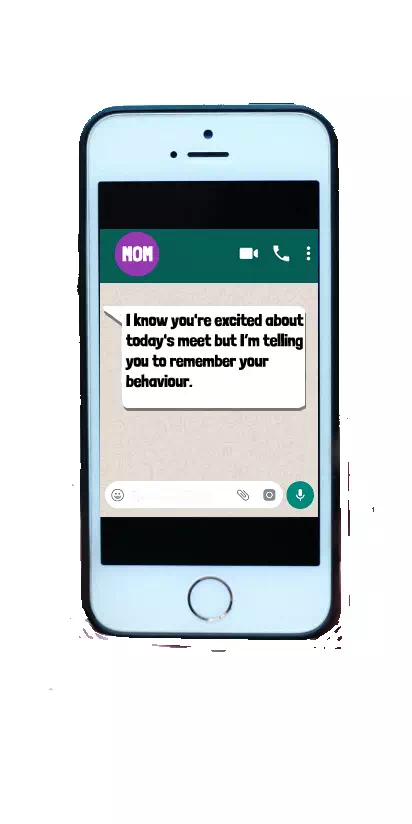 MOM
I know you're excited about
today's meet but I'm telling
you to remember your
behaviour.